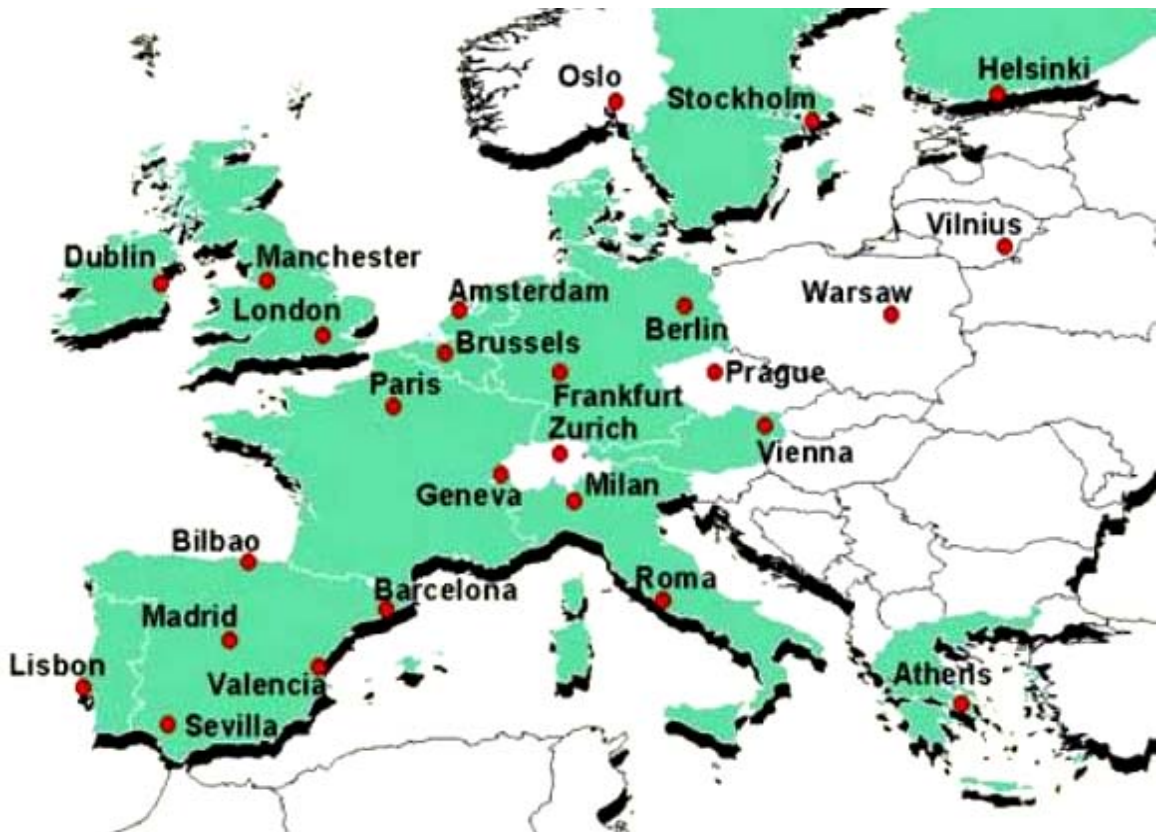 Helsinki
Oslo
Stockholm
Vilnius
Dublin
Manchester
Amsterdam
Warsaw
London
Berlin
Brussels
Prague
Paris
Frankfurt
Zurich
Vienna
Geneva
Milan
Bilbao
Roma
Barcelona
Madrid
Lisbon
Athens
Valencia
Sevilla